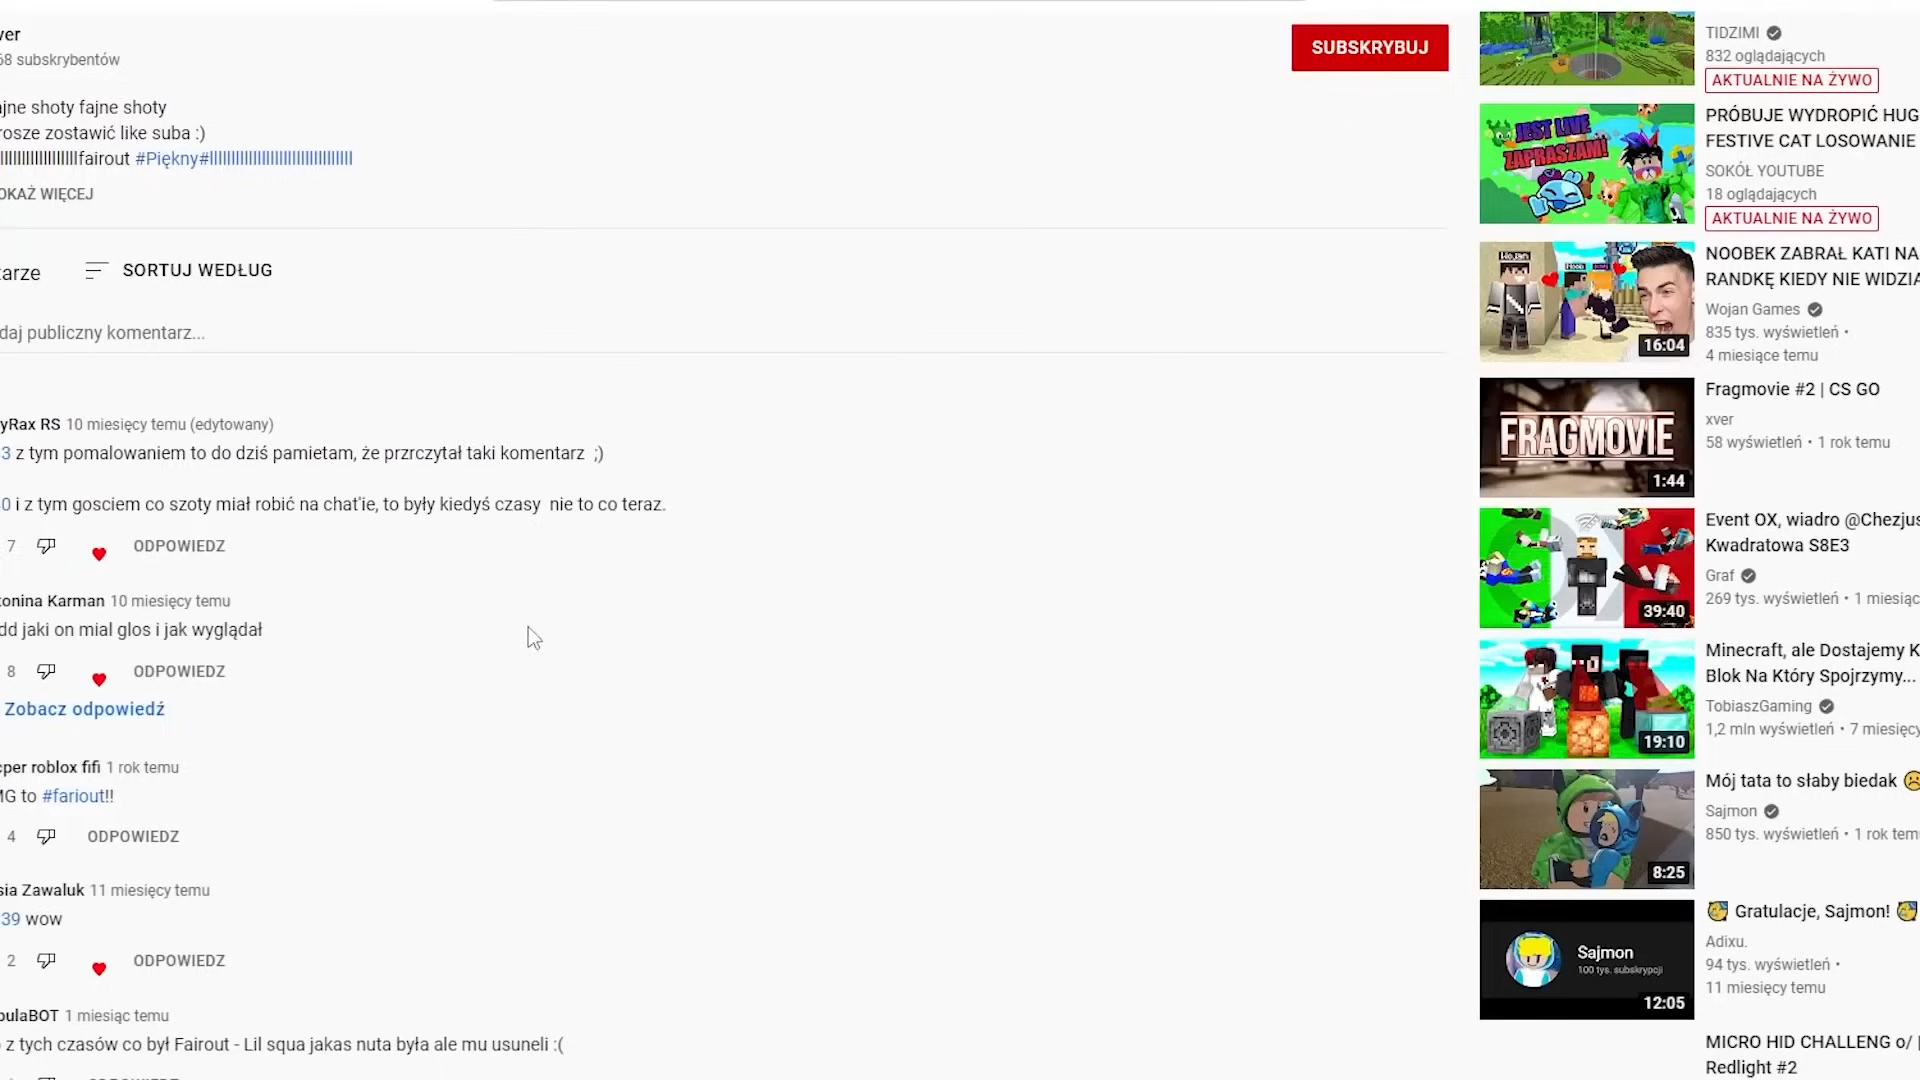 ver
68 subskrybentów
SUBSKRYBUJ
ajne shoty fajne shoty
rosze zostawić like suba :)
fairout #Piękny#
OKAŻ WIĘCEJ
arze
SORTUJ WEDŁUG
daj publiczny komentarz...
yRax RS 10 miesięcy temu (edytowany)
3 z tym pomalowaniem to do dziś pamietam, że przrczytał taki komentarz ;)
0 i z tym gosciem co szoty miał robić na chat'ie, to były kiedyś czasy nie to co teraz.
7 ODPOWIEDZ
tonina Karman 10 miesięcy temu
dd jaki on mial glos i jak wyglądał
8 ODPOWIEDZ
Zobacz odpowiedź
cper roblox fifi 1 rok temu
MG to #fariout!!
4 ODPOWIEDZ
sia Zawaluk 11 miesięcy temu
39 wow
2 ODPOWIEDZ
bulaBOT 1 miesiąc temu
z tych czasów co był Fairout - Lil squa jakas nuta była ale mu usuneli :(
TIDZIMI
832 oglądających
AKTUALNIE NA ŻYWO
JEST LIVE
ZAPRASZAM!
PRÓBUJE WYDROPIĆ HUG
FESTIVE CAT LOSOWANIE
SOKÓŁ YOUTUBE
18 oglądających
AKTUALNIE NA ŻYWO
Wojan
16:04
NOOBEK ZABRAŁ KATI NA
RANDKĘ KIEDY NIE WIDZIA
Wojan Games
835 tys. wyświetleń •
4 miesiące temu
FRAGMOVIE
1:44
Fragmovie #2 | CS GO
xver
58 wyświetleń • 1 rok temu
39:40
Event OX, wiadro @Chezjus
Kwadratowa S8E3
Graf
269 tys. wyświetleń • 1 miesiąc
19:10
Minecraft, ale Dostajemy K
Blok Na Który Spojrzymy...
TobiaszGaming
1,2 mln wyświetleń • 7 miesięcy
8:25
Mój tata to słaby biedak
Sajmon
850 tys. wyświetleń • 1 rok tem
Sajmon
100 tys. subskrypcji
12:05
Gratulacje, Sajmon!
Adixu.
94 tys. wyświetleń •
11 miesięcy temu
MICRO HID CHALLENG o/ |
Redlight #2